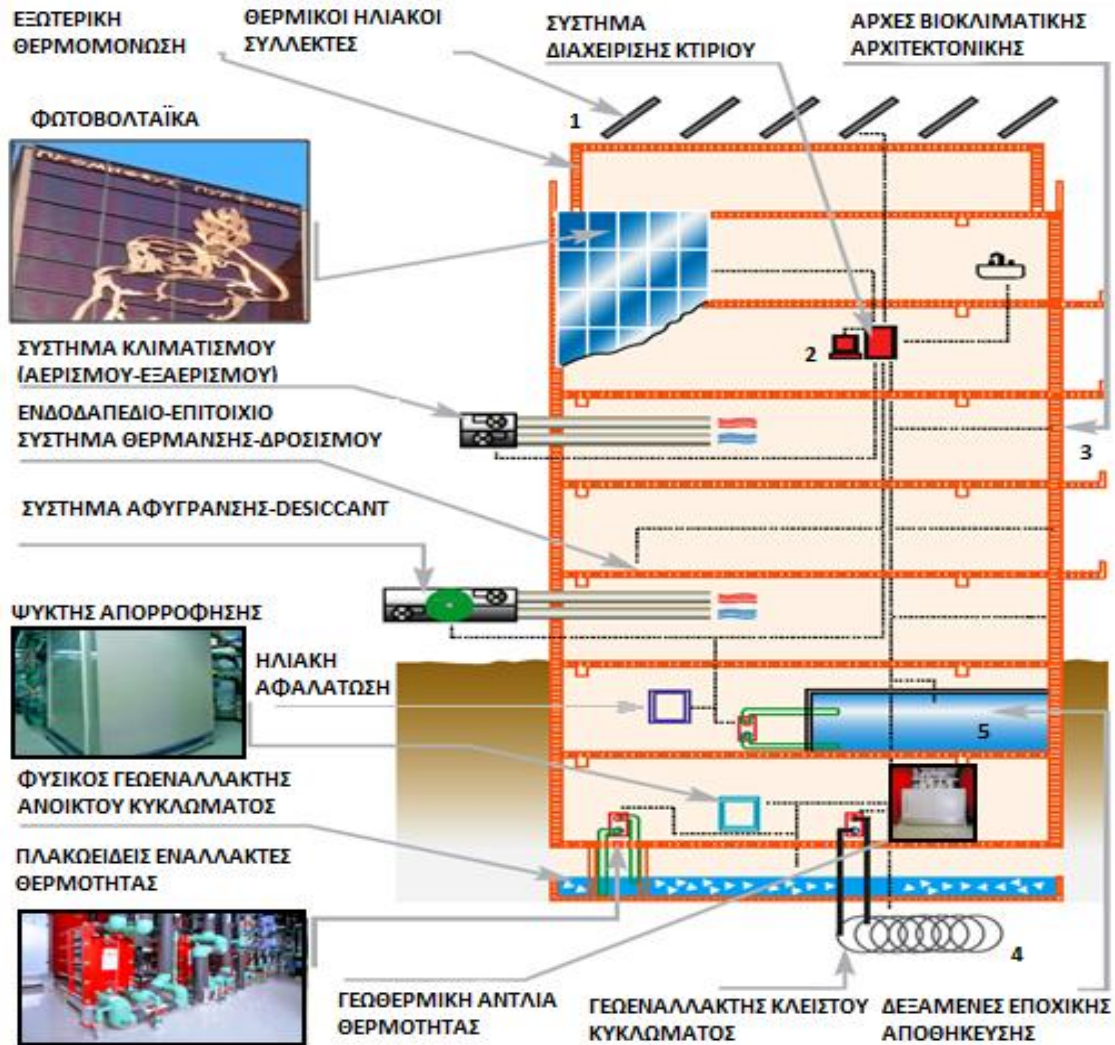 ΕΞΩΤΕΡΙΚΗ
ΘΕΡΜΟΜΟΝΩΣΗ
ΘΕΡΜΙΚΟΙ ΗΛΙΑΚΟΙ
ΣΥΛΛΕΚΤΕΣ
ΣΥΣΤΗΜΑ
ΔΙΑΧΕΙΡΙΣΗΣ ΚΤΙΡΙΟΥ
ΑΡΧΕΣ ΒΙΟΚΛΙΜΑΤΙΚΗΣ
ΑΡΧΙΤΕΚΤΟΝΙΚΗΣ
1
ΦΩΤΟΒΟΛΤΑΪΚΑ
ΠΡΟΜΗΘΕΥΣ ΠΥΡΦΟΡΟΣ
ΣΥΣΤΗΜΑ ΚΛΙΜΑΤΙΣΜΟΥ
(ΑΕΡΙΣΜΟΥ-ΕΞΑΕΡΙΣΜΟΥ)
2
ΕΝΔΟΔΑΠΕΔΙΟ-ΕΠΙΤΟΙΧΙΟ
ΣΥΣΤΗΜΑ ΘΕΡΜΑΝΣΗΣ-ΔΡΟΣΙΣΜΟΥ
3
ΣΥΣΤΗΜΑ ΑΦΥΓΡΑΝΣΗΣ-DESICCANT
ΨΥΚΤΗΣ ΑΠΟΡΡΟΦΗΣΗΣ
ΗΛΙΑΚΗ
ΑΦΑΛΑΤΩΣΗ
5
ΦΥΣΙΚΟΣ ΓΕΩΕΝΑΛΛΑΚΤΗΣ
ΑΝΟΙΚΤΟΥ ΚΥΚΛΩΜΑΤΟΣ
ΠΛΑΚΩΕΙΔΕΙΣ ΕΝΑΛΛΑΚΤΕΣ
ΘΕΡΜΟΤΗΤΑΣ
4
ΓΕΩΘΕΡΜΙΚΗ ΑΝΤΛΙΑ
ΘΕΡΜΟΤΗΤΑΣ
ΓΕΩΕΝΑΛΛΑΚΤΗΣ ΚΛΕΙΣΤΟΥ
ΚΥΚΛΩΜΑΤΟΣ
ΔΕΞΑΜΕΝΕΣ ΕΠΟΧΙΚΗΣ
ΑΠΟΘΗΚΕΥΣΗΣ